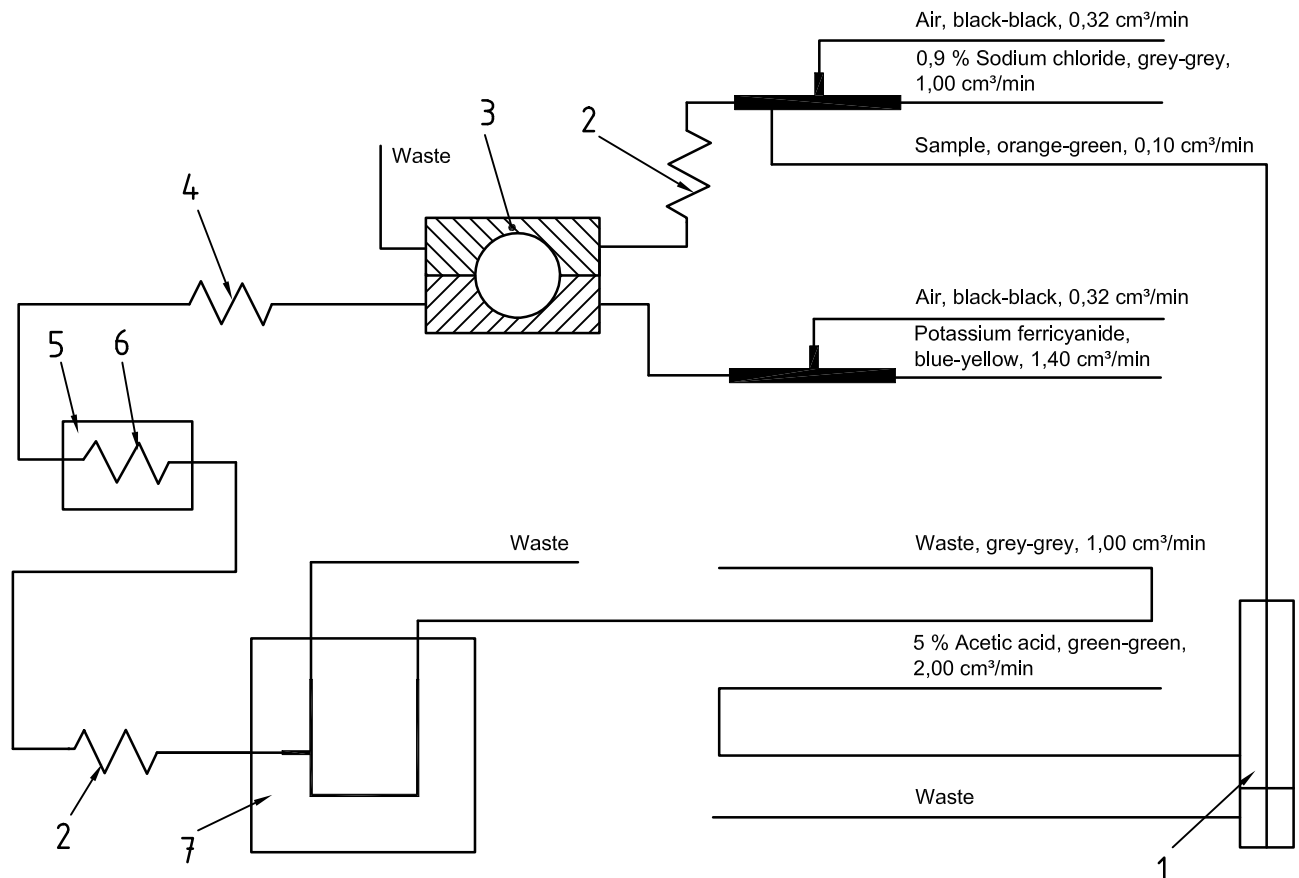 Air, black-black, 0,32 cm³/min
0,9 % Sodium chloride, grey-grey,
1,00 cm³/min
3
2
Waste
Sample, orange-green, 0,10 cm³/min
4
Air, black-black, 0,32 cm³/min
Potassium ferricyanide,
blue-yellow, 1,40 cm³/min
5
6
Waste
Waste, grey-grey, 1,00 cm³/min
5 % Acetic acid, green-green,
2,00 cm³/min
Waste
2
7
1